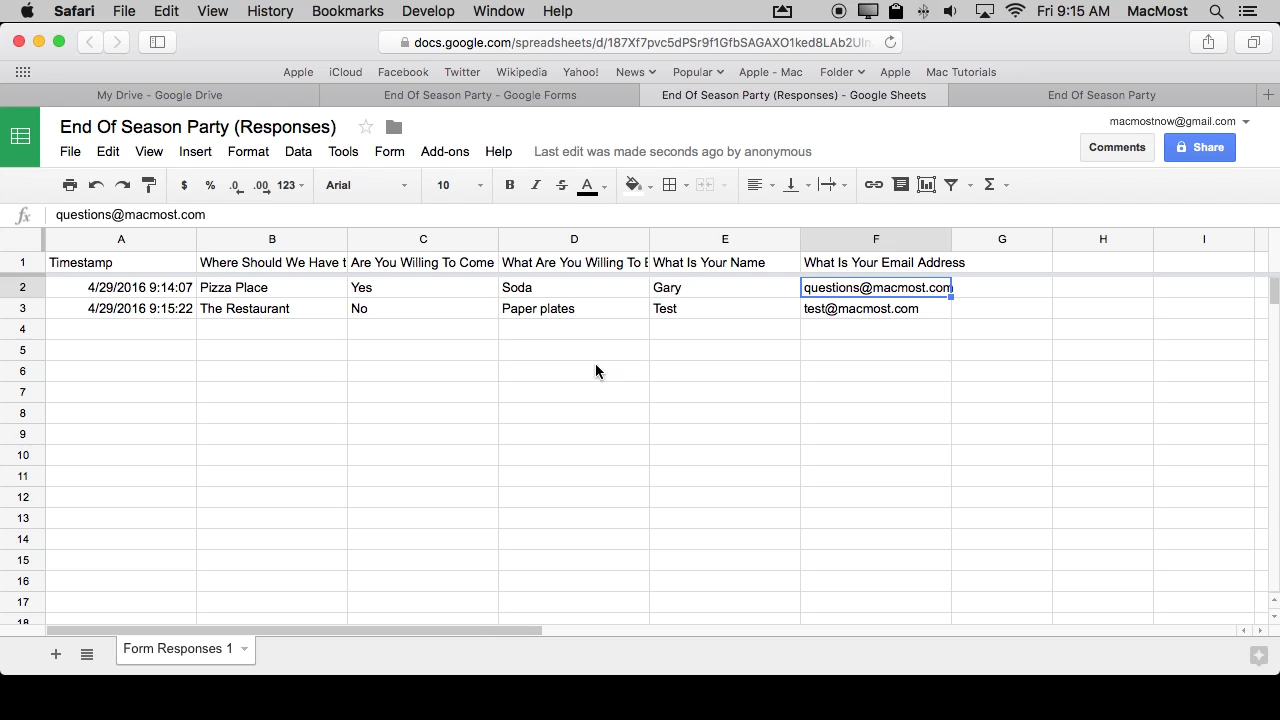 Safari File Edit View History Bookmarks Develop Window Help Fri 9:15 AM MacMost
docs.google.com/spreadsheets/d/187Xf7pvc5dPSr9f1GfbSAGAXO1ked8LAb2Uln
Apple iCloud Facebook Twitter Wikipedia Yahoo! News Popular Apple - Mac Folder Apple Mac Tutorials
My Drive - Google Drive End Of Season Party - Google Forms End Of Season Party (Responses) - Google Sheets End Of Season Party +
End Of Season Party (Responses) macmostnow@gmail.com
File Edit View Insert Format Data Tools Form Add-ons Help Last edit was made seconds ago by anonymous Comments Share
$ % .0 .00 123 Arial 10 B I S A Σ
fx questions@macmost.com
A B C D E F G H I
1 Timestamp Where Should We Have t Are You Willing To Come What Are You Willing To B What Is Your Name What Is Your Email Address
2 4/29/2016 9:14:07 Pizza Place Yes Soda Gary questions@macmost.com
3 4/29/2016 9:15:22 The Restaurant No Paper plates Test test@macmost.com
4
5
6
7
8
9
10
11
12
13
14
15
16
17
18
+ Form Responses 1